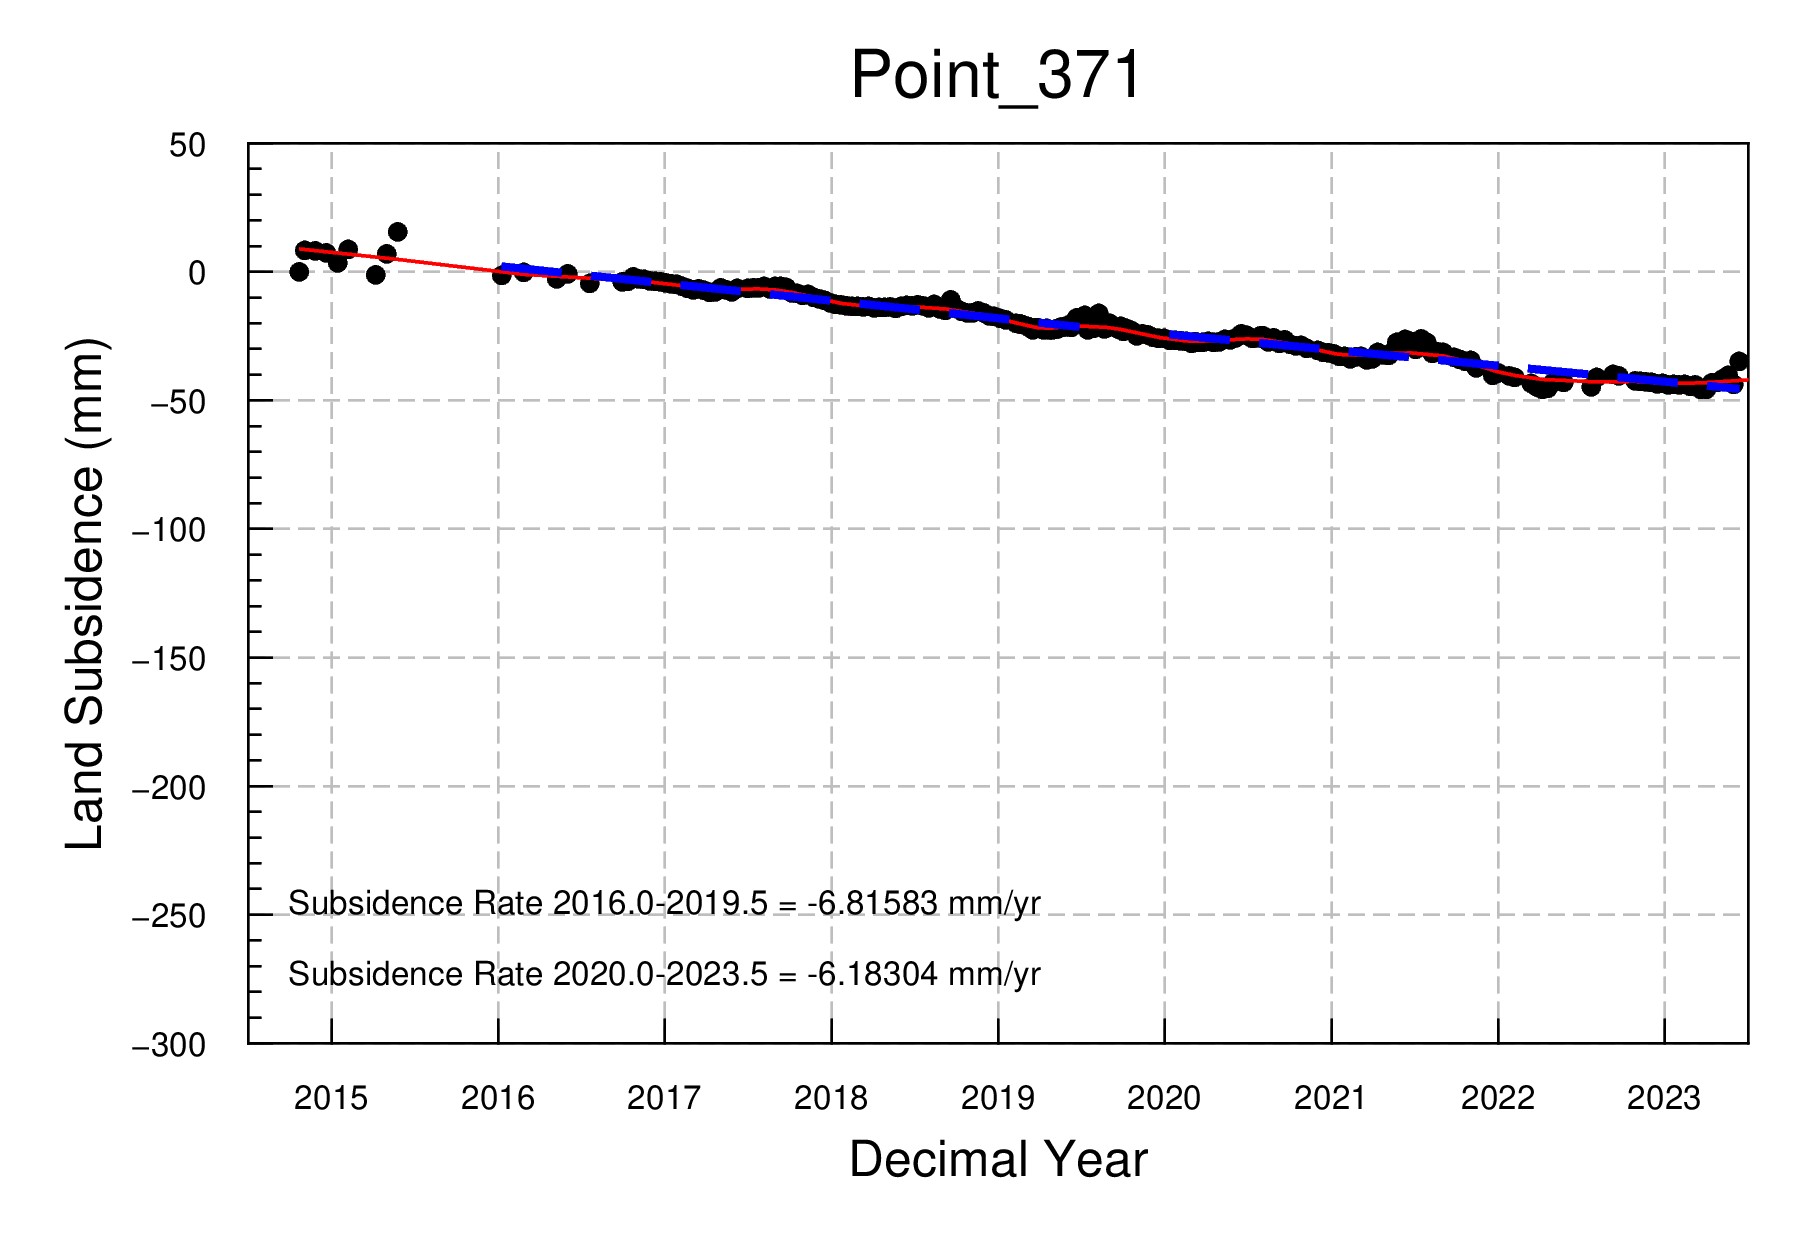 Point_371
50
0
−50
−100
−150
−200
−250
−300
Land Subsidence (mm)
Subsidence Rate 2016.0-2019.5 = -6.81583 mm/yr
Subsidence Rate 2020.0-2023.5 = -6.18304 mm/yr
2015 2016 2017 2018 2019 2020 2021 2022 2023
Decimal Year